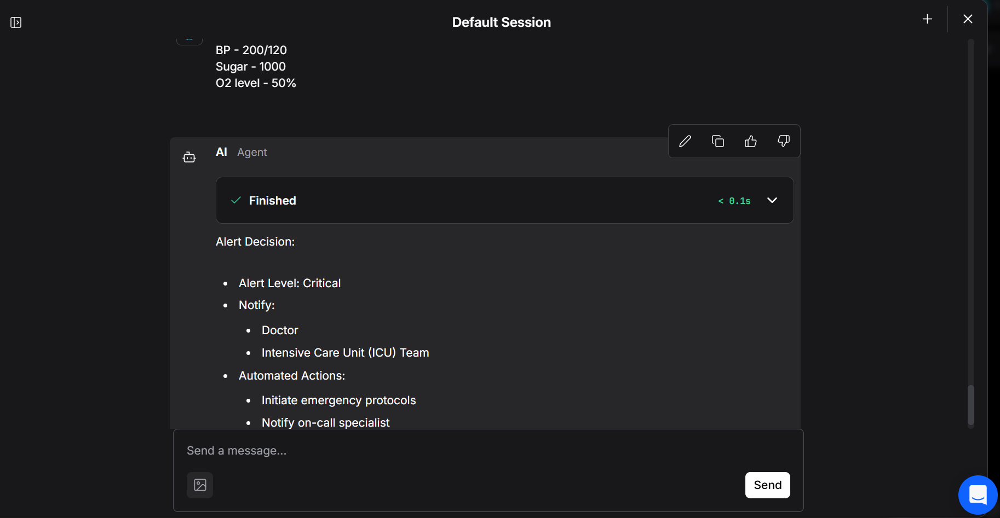 Default Session
BP - 200/120
Sugar - 1000
O2 level - 50%
AI Agent
Finished < 0.1s
Alert Decision:
Alert Level: Critical
Notify:
Doctor
Intensive Care Unit (ICU) Team
Automated Actions:
Initiate emergency protocols
Notify on-call specialist
Send a message...
Send